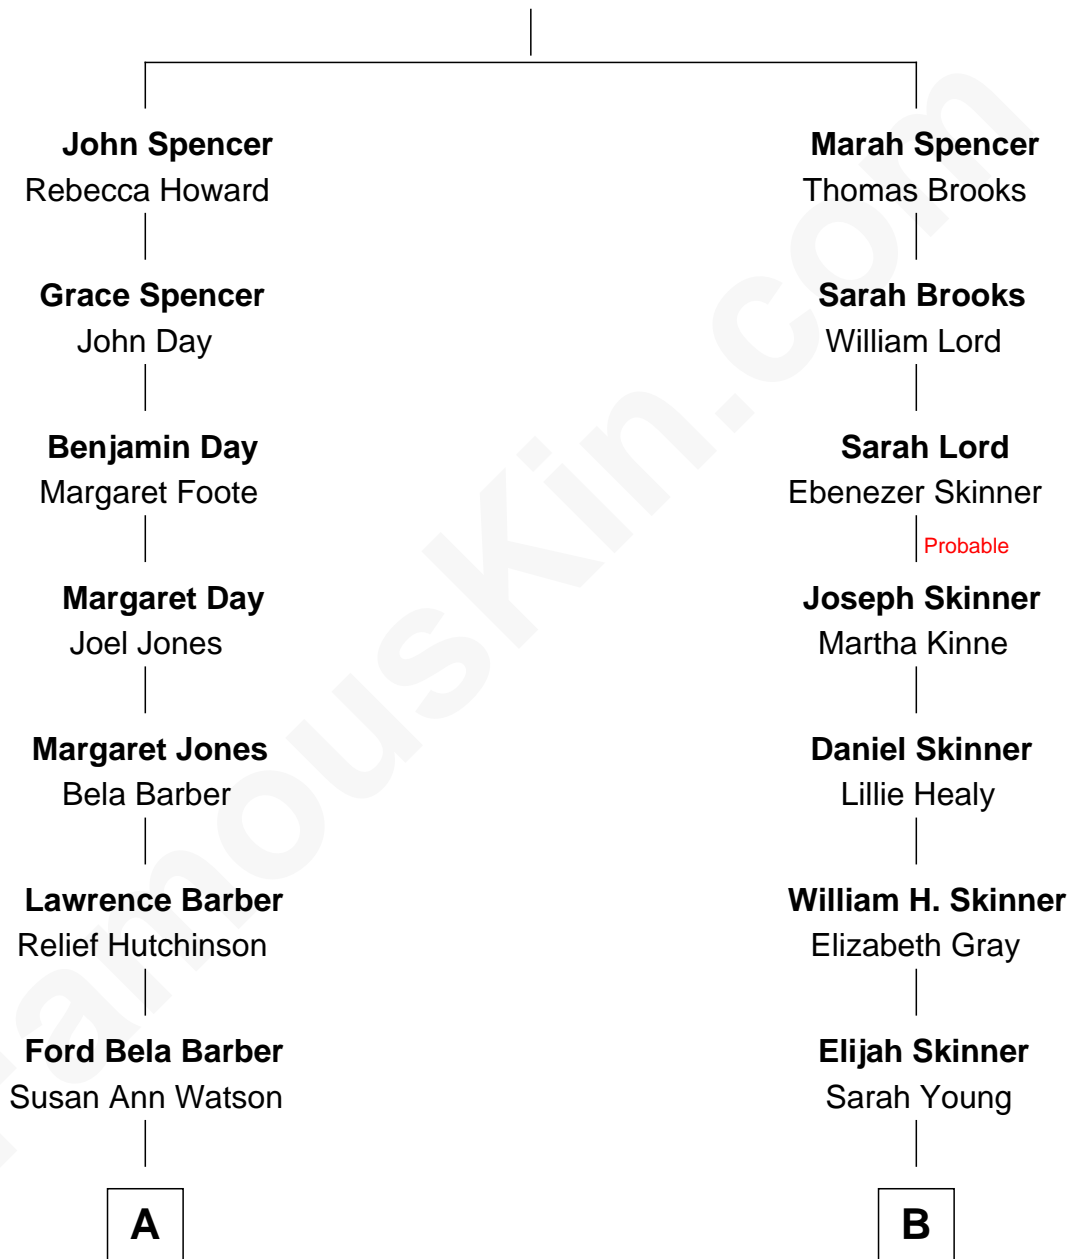 John Spencer
Rebecca Howard
Grace Spencer
John Day
Benjamin Day
Margaret Foote
Margaret Day
Joel Jones
Margaret Jones
Bela Barber
Lawrence Barber
Relief Hutchinson
Ford Bela Barber
Susan Ann Watson
A
Marah Spencer
Thomas Brooks
Sarah Brooks
William Lord
Sarah Lord
Ebenezer Skinner
Probable
Joseph Skinner
Martha Kinne
Daniel Skinner
Lillie Healy
William H. Skinner
Elizabeth Gray
Elijah Skinner
Sarah Young
B
FamousKin.com